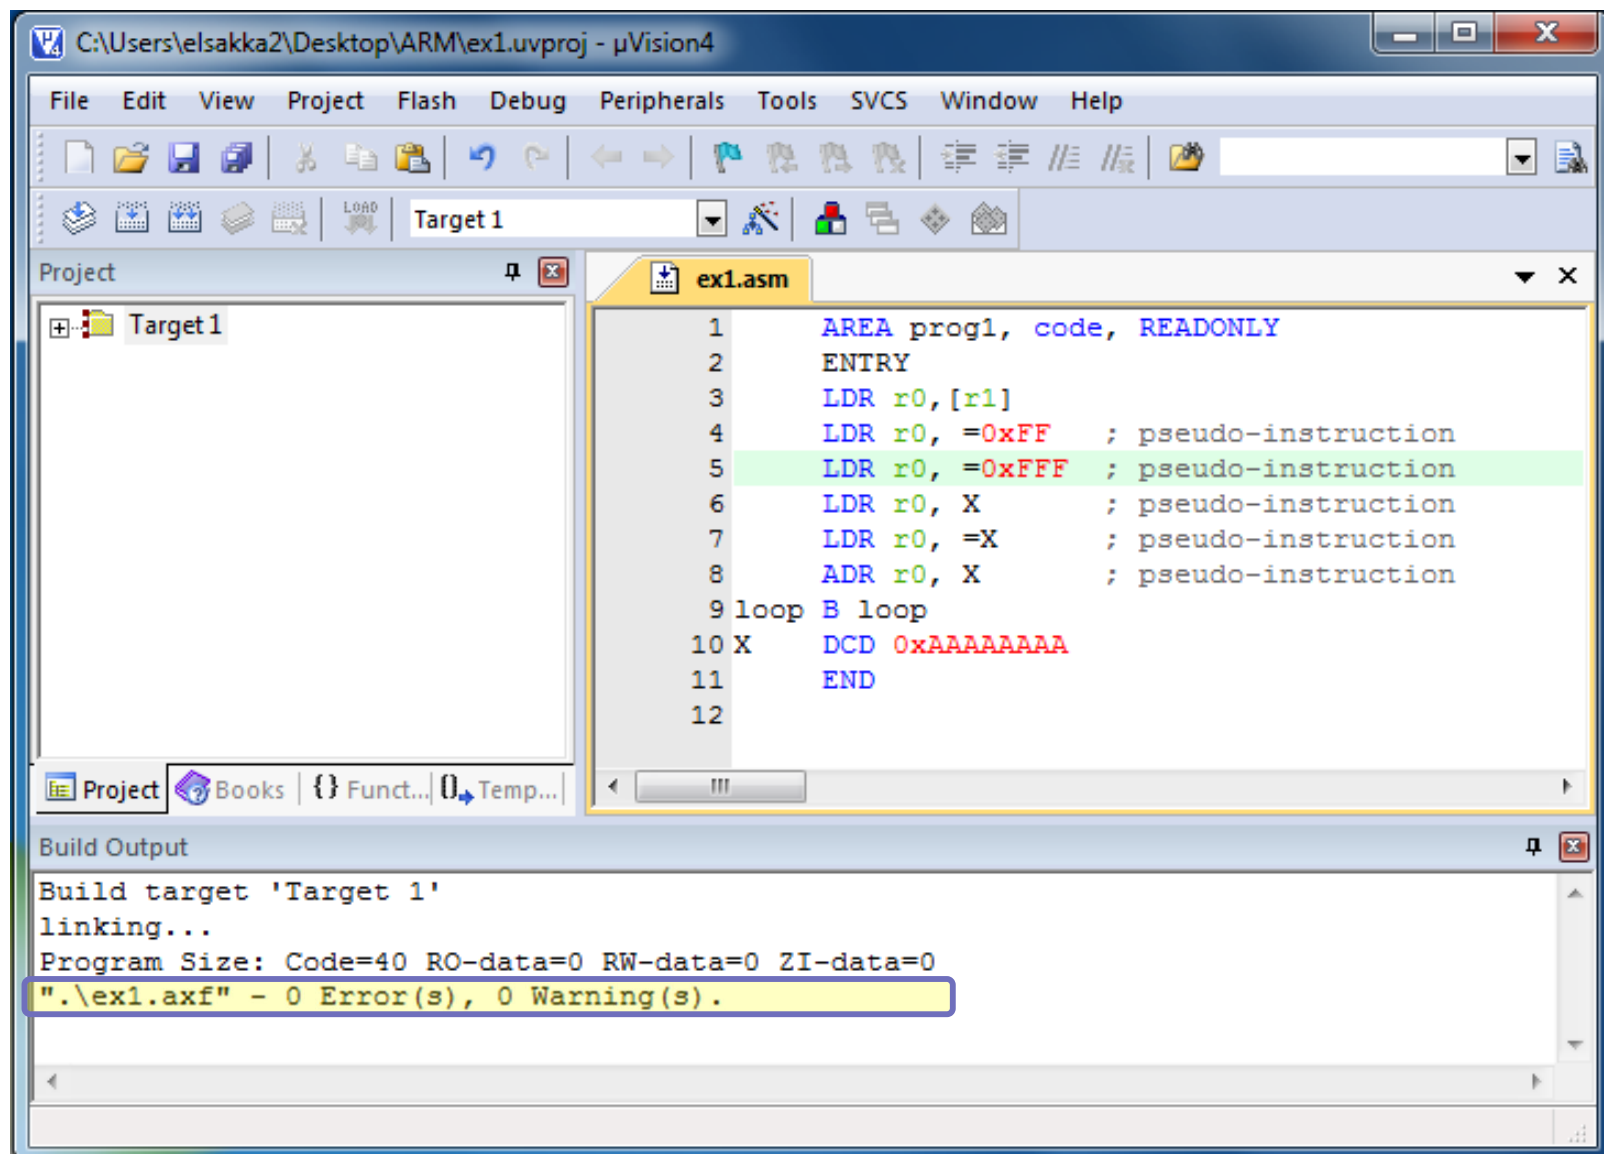 C:\Users\elsakka2\Desktop\ARM\ex1.uvproj - µVision4
File Edit View Project Flash Debug Peripherals Tools SVCS Window Help
LOAD Target 1
Project
Target 1
Project Books {} Funct... Temp...
ex1.asm
1 AREA prog1, code, READONLY
2 ENTRY
3 LDR r0,[r1]
4 LDR r0, =0xFF ; pseudo-instruction
5 LDR r0, =0xFFF ; pseudo-instruction
6 LDR r0, X ; pseudo-instruction
7 LDR r0, =X ; pseudo-instruction
8 ADR r0, X ; pseudo-instruction
9 loop B loop
10 X DCD 0xAAAAAAAA
11 END
12
Build Output
Build target 'Target 1'
linking...
Program Size: Code=40 RO-data=0 RW-data=0 ZI-data=0
".\ex1.axf" - 0 Error(s), 0 Warning(s).